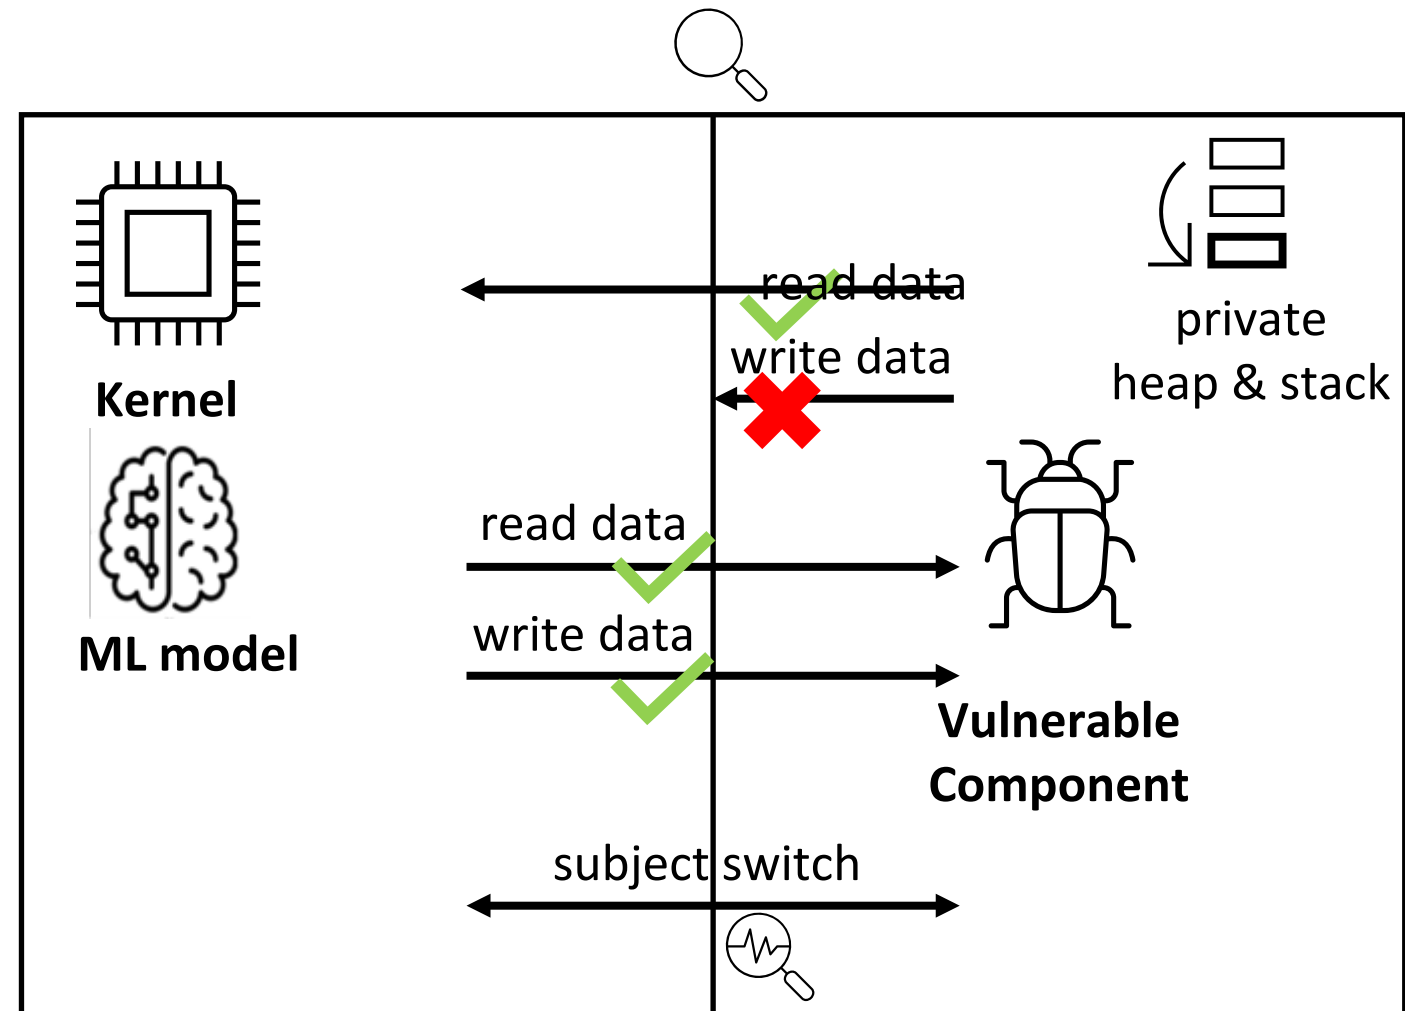 read data
private
write data
heap & stack
Kernel
read data
write data
ML model
Vulnerable
Component
subject switch